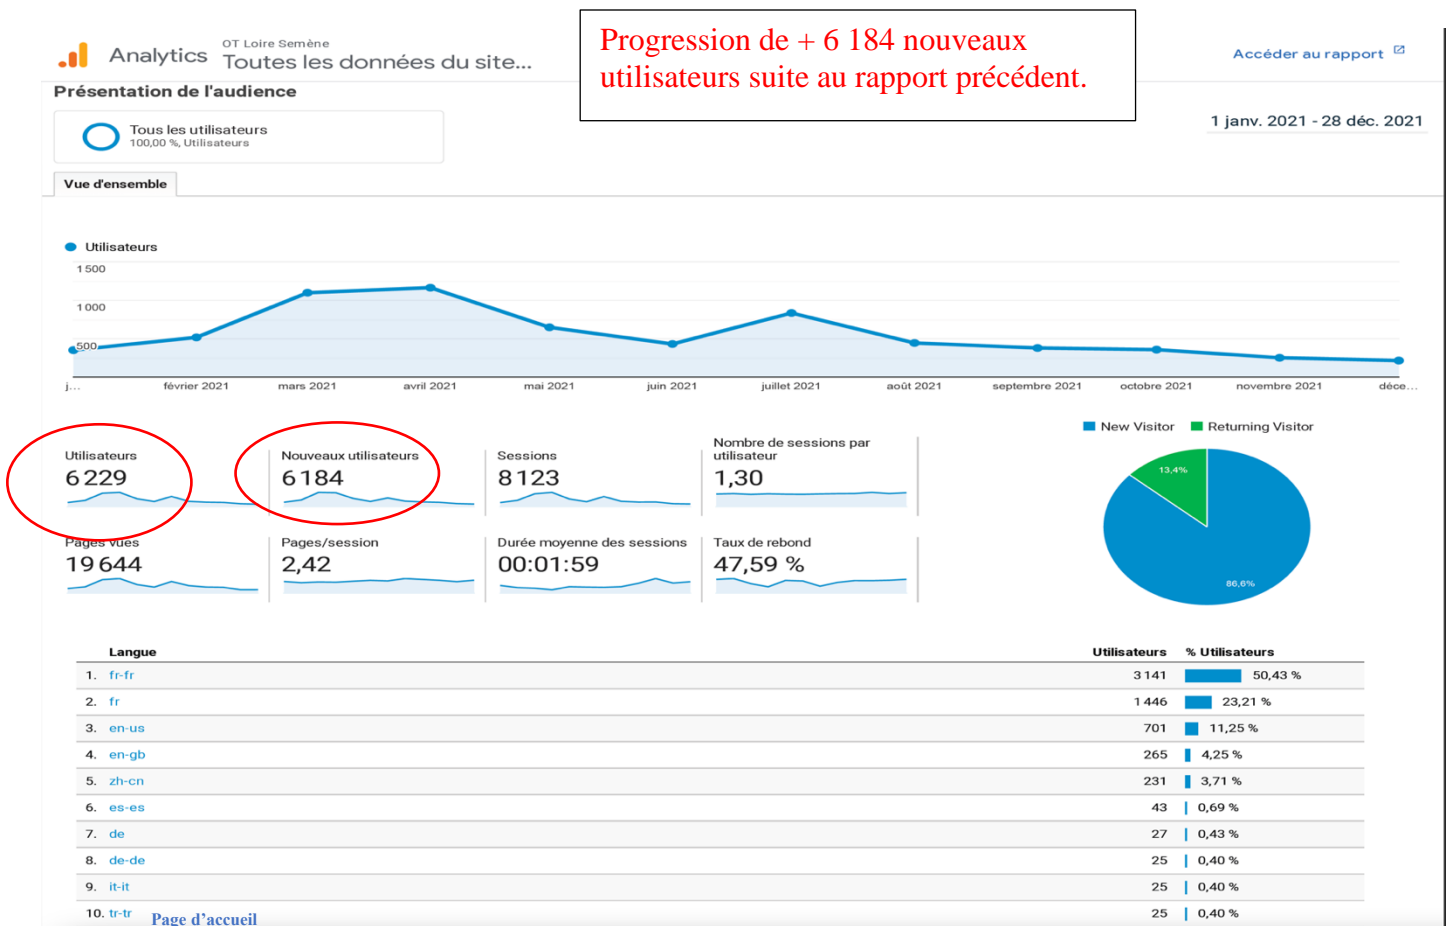 Progression de + 6 184 nouveaux
utilisateurs suite au rapport précédent.
Analytics
OT Loire Semène
Toutes les données du site...
Accéder au rapport
Présentation de l'audience
1 janv. 2021 - 28 déc. 2021
Tous les utilisateurs
100,00 %, Utilisateurs
Vue d'ensemble
Utilisateurs
1 500
1 000
500
j… février 2021 mars 2021 avril 2021 mai 2021 juin 2021 juillet 2021 août 2021 septembre 2021 octobre 2021 novembre 2021 déce…
New Visitor Returning Visitor
13,4%
86,6%
Utilisateurs
6 229
Nouveaux utilisateurs
6 184
Sessions
8 123
Nombre de sessions par
utilisateur
1,30
Pages vues
19 644
Pages/session
2,42
Durée moyenne des sessions
00:01:59
Taux de rebond
47,59 %
Langue Utilisateurs % Utilisateurs
1. fr-fr 3 141 50,43 %
2. fr 1 446 23,21 %
3. en-us 701 11,25 %
4. en-gb 265 4,25 %
5. zh-cn 231 3,71 %
6. es-es 43 0,69 %
7. de 27 0,43 %
8. de-de 25 0,40 %
9. it-it 25 0,40 %
10. tr-tr 25 0,40 %
Page d'accueil